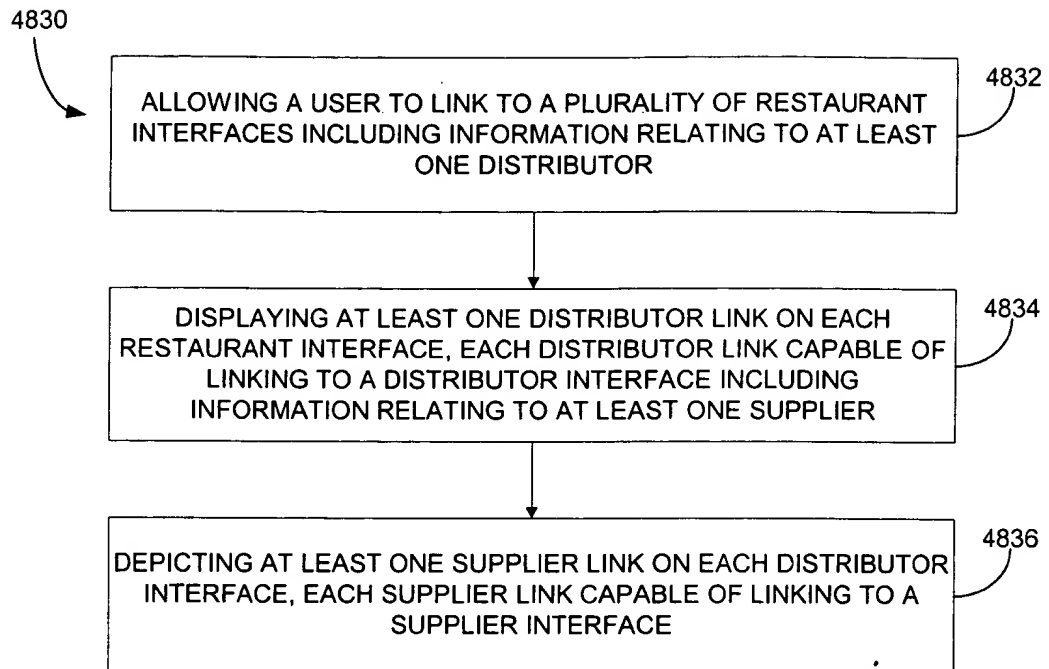 4830
4832
ALLOWING A USER TO LINK TO A PLURALITY OF RESTAURANT
INTERFACES INCLUDING INFORMATION RELATING TO AT LEAST
ONE DISTRIBUTOR
4834
DISPLAYING AT LEAST ONE DISTRIBUTOR LINK ON EACH
RESTAURANT INTERFACE, EACH DISTRIBUTOR LINK CAPABLE OF
LINKING TO A DISTRIBUTOR INTERFACE INCLUDING
INFORMATION RELATING TO AT LEAST ONE SUPPLIER
4836
DEPICTING AT LEAST ONE SUPPLIER LINK ON EACH DISTRIBUTOR
INTERFACE, EACH SUPPLIER LINK CAPABLE OF LINKING TO A
SUPPLIER INTERFACE